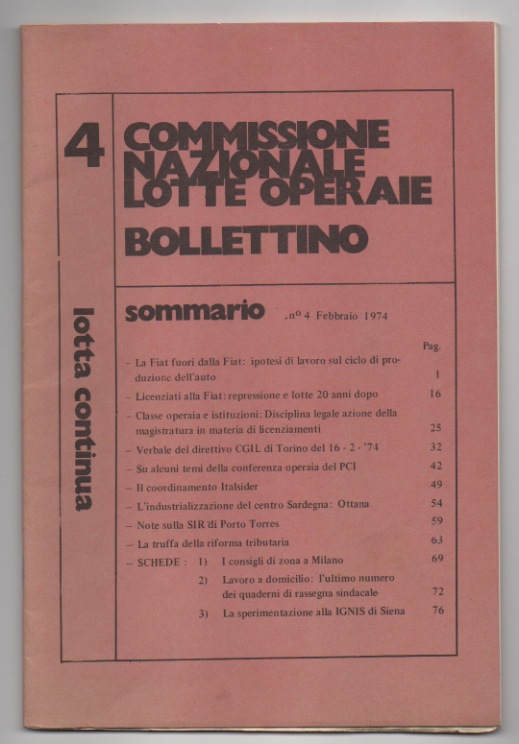 4
COMMISSIONE
NAZIONALE
LOTTE OPERAIE
BOLLETTINO
lotta continua
sommario .nº 4 Febbraio 1974
Pag.
– La Fiat fuori dalla Fiat: ipotesi di lavoro sul ciclo di pro-
duzione dell'auto 1
– Licenziati alla Fiat: repressione e lotte 20 anni dopo 16
– Classe operaia e istituzioni: Disciplina legale azione della
magistratura in materia di licenziamenti 25
– Verbale del direttivo CGIL di Torino del 16 - 2 - '74 32
– Su alcuni temi della conferenza operaia del PCI 42
– Il coordinamento Italsider 49
– L'industrializzazione del centro Sardegna: Ottana 54
– Note sulla SIR di Porto Torres 59
– La truffa della riforma tributaria 63
– SCHEDE : 1) I consigli di zona a Milano 69
2) Lavoro a domicilio: l'ultimo numero
dei quaderni di rassegna sindacale 72
3) La sperimentazione alla IGNIS di Siena 76